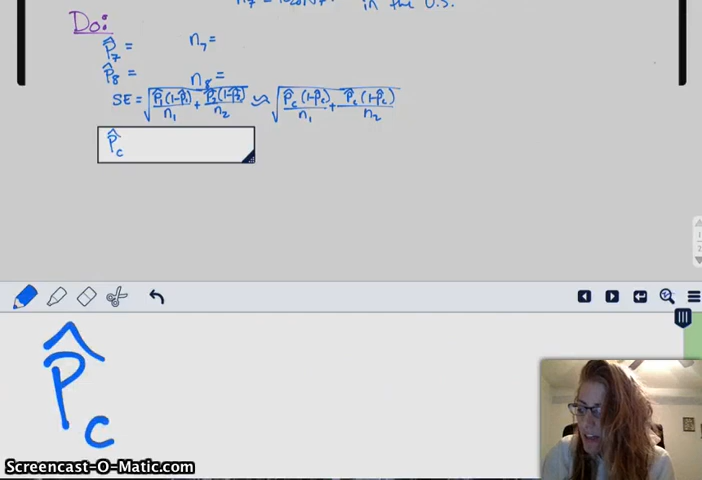 in the U.S.
Do:
P̂₇ = n₇ =
P̂₈ = n₈ =
SE = √(P̂₁(1-P̂₁)/n₁ + P̂₂(1-P̂₂)/n₂) ≈ √(P̂c(1-P̂c)/n₁ + P̂c(1-P̂c)/n₂)
P̂c
P̂c
Screencast-O-Matic.com